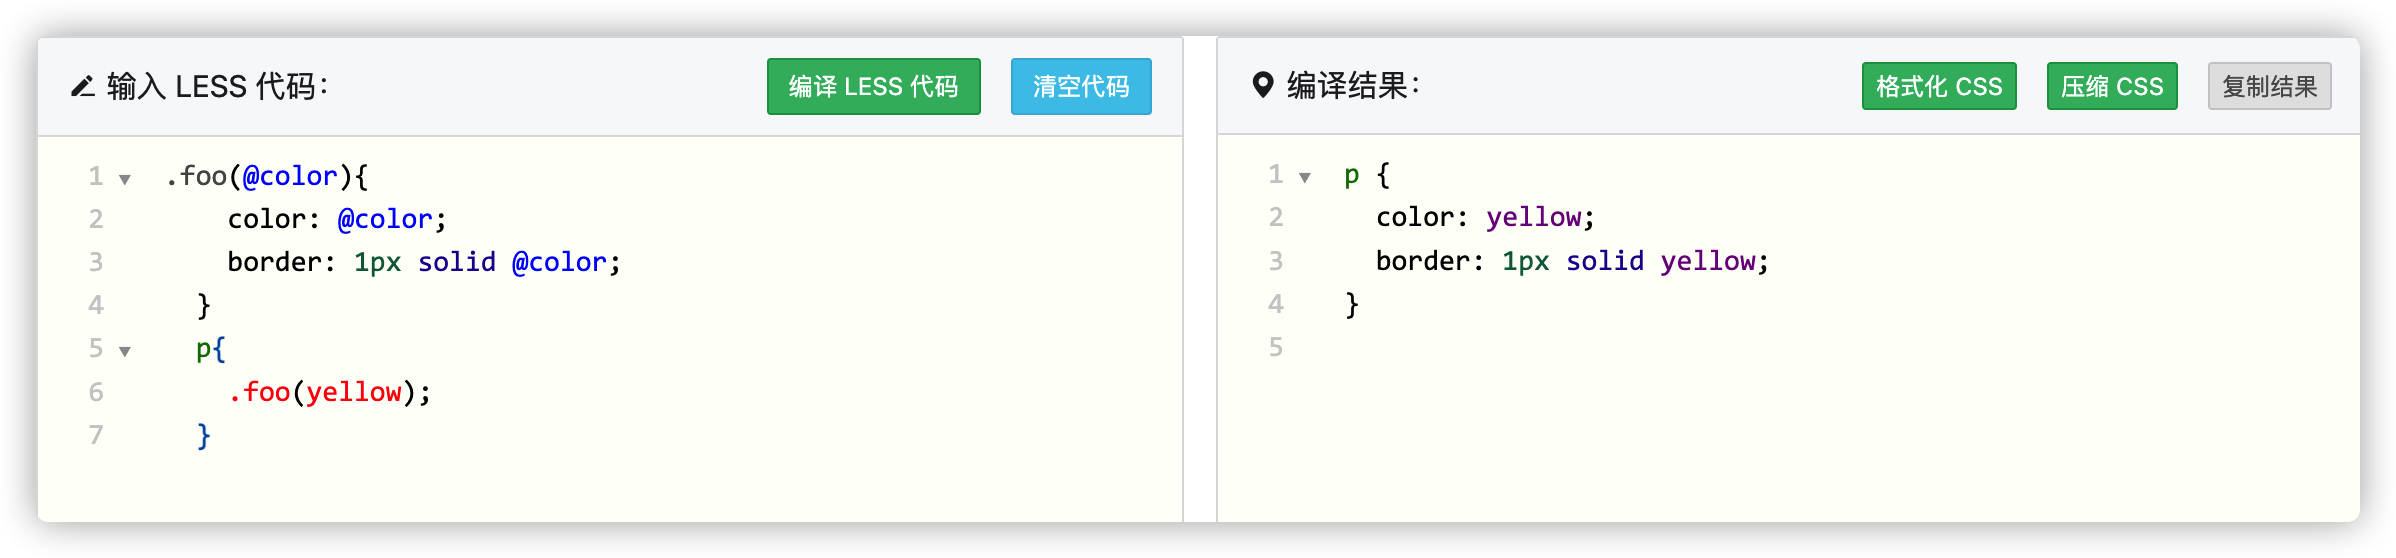 输入 LESS 代码：
编译 LESS 代码
清空代码
1 .foo(@color){
2 color: @color;
3 border: 1px solid @color;
4 }
5 p{
6 .foo(yellow);
7 }
编译结果：
格式化 CSS
压缩 CSS
复制结果
1 p {
2 color: yellow;
3 border: 1px solid yellow;
4 }
5